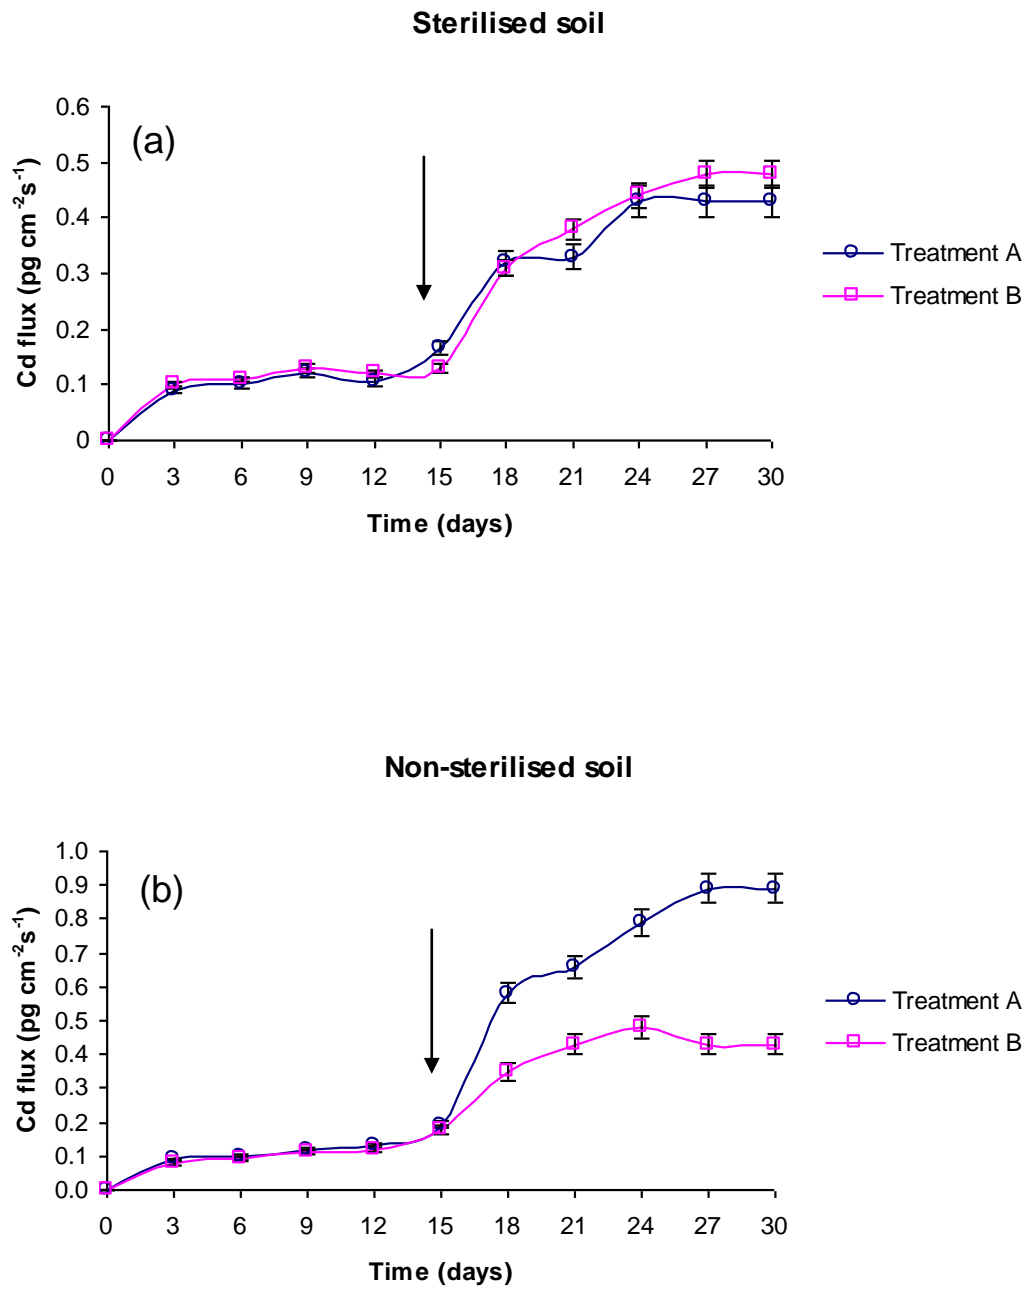 Sterilised soil
(a)
0.6
0.5
0.4
0.3
0.2
0.1
0
Cd flux (pg cm⁻²s⁻¹)
0 3 6 9 12 15 18 21 24 27 30
Time (days)
Treatment A
Treatment B
Non-sterilised soil
(b)
1.0
0.9
0.8
0.7
0.6
0.5
0.4
0.3
0.2
0.1
0.0
Cd flux (pg cm⁻²s⁻¹)
0 3 6 9 12 15 18 21 24 27 30
Time (days)
Treatment A
Treatment B